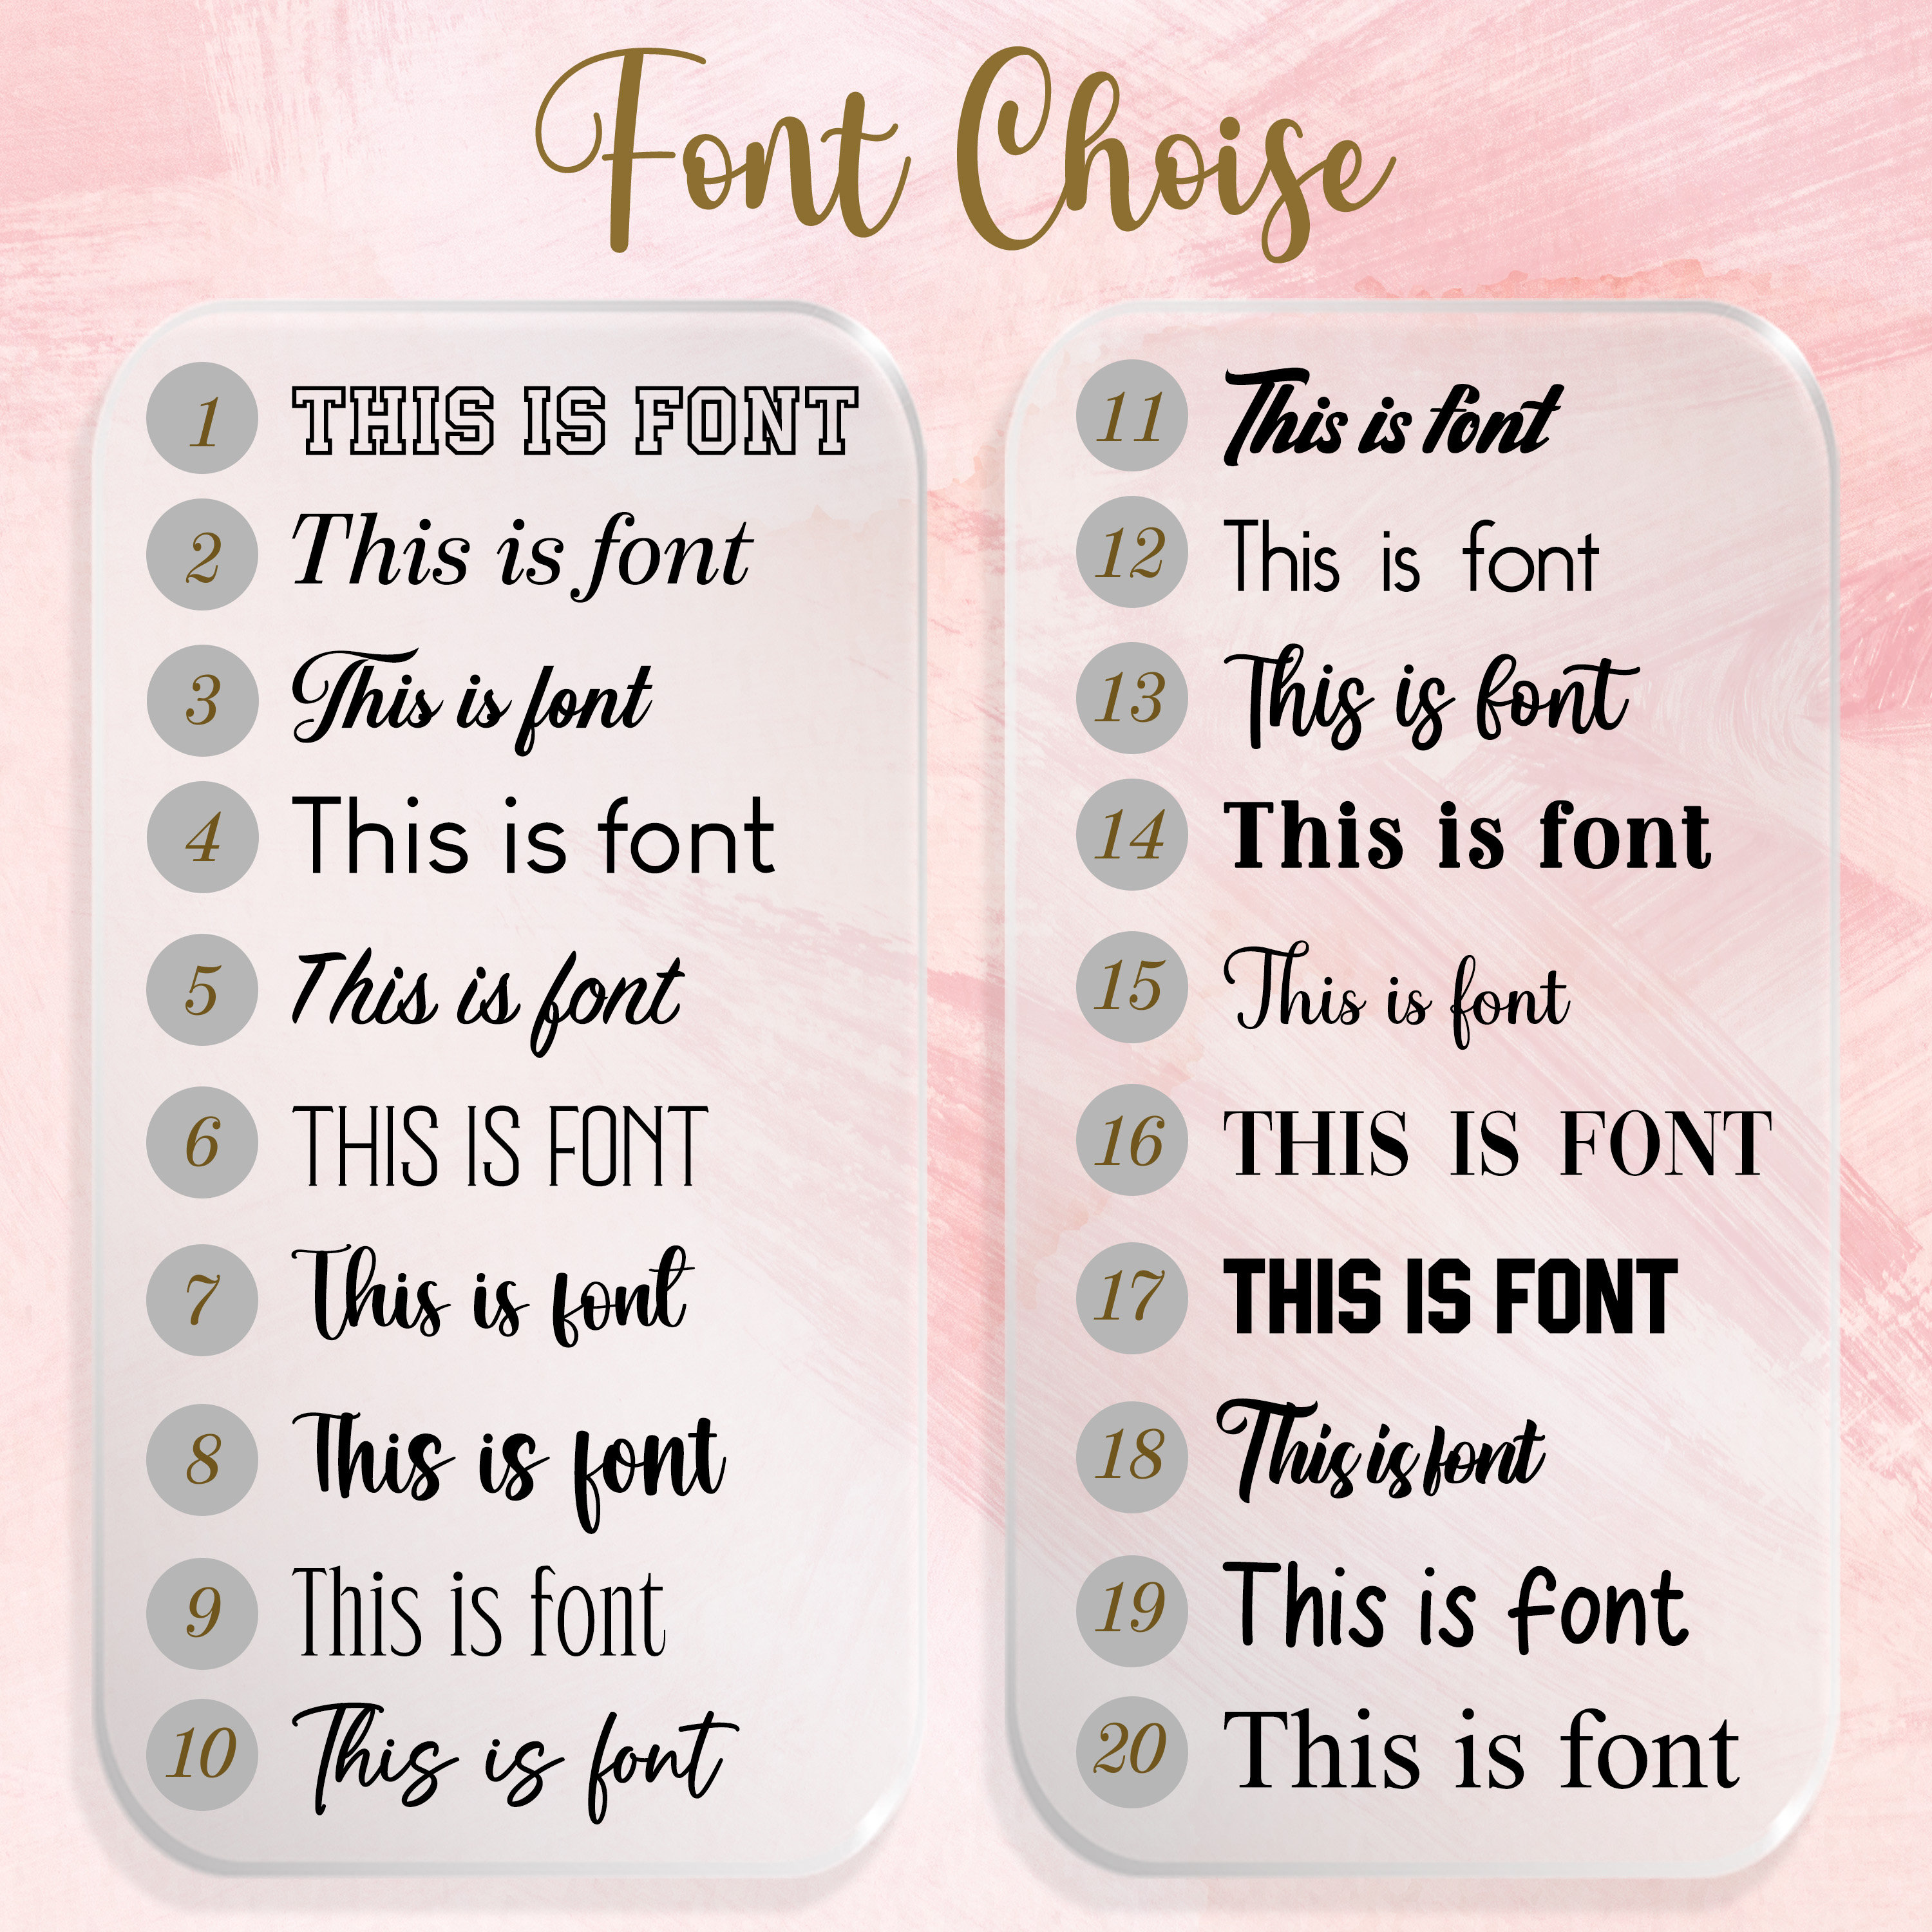 Font Choise
1 THIS IS FONT
2 This is font
3 This is font
4 This is font
5 This is font
6 THIS IS FONT
7 This is font
8 This is font
9 This is font
10 This is font
11 This is font
12 This is font
13 This is font
14 This is font
15 This is font
16 THIS IS FONT
17 THIS IS FONT
18 This is font
19 This is font
20 This is font